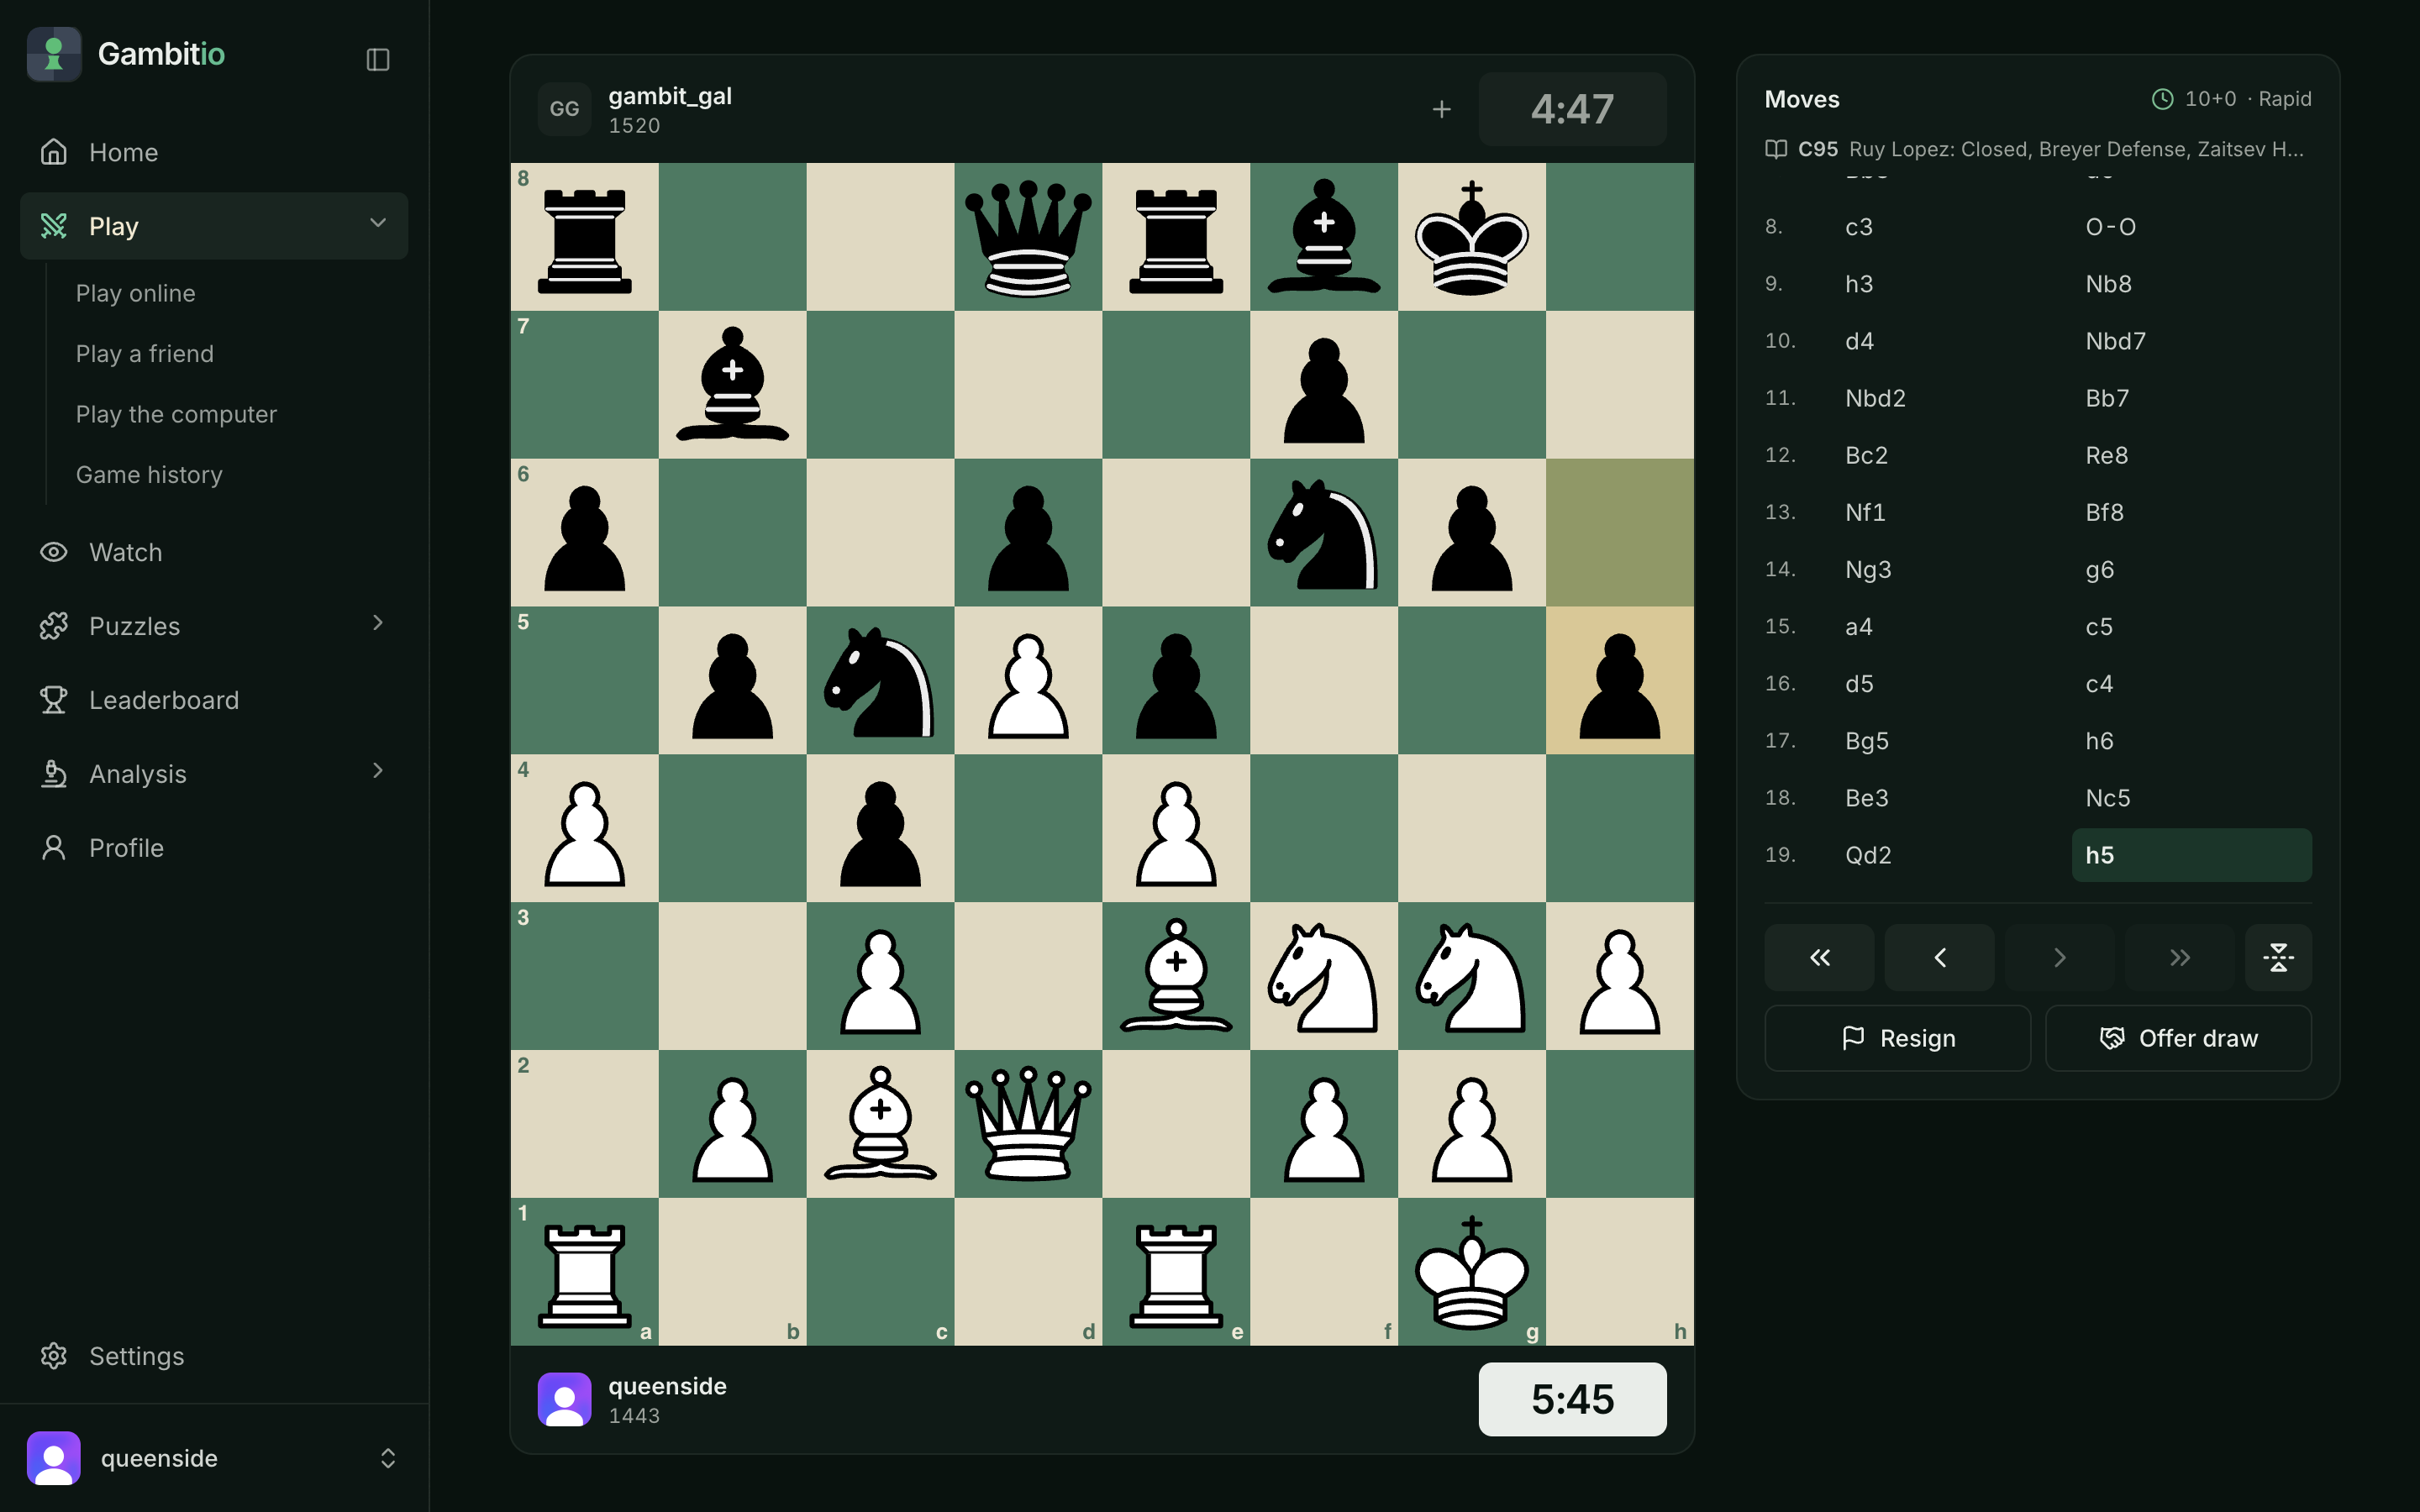 Gambitio
Home
Play
Play online
Play a friend
Play the computer
Game history
Watch
Puzzles
Leaderboard
Analysis
Profile
Settings
queenside
GG
gambit_gal
1520
4:47
8
7
6
5
4
3
2
1
a b c d e f g h
queenside
1443
5:45
Moves
10+0 · Rapid
C95 Ruy Lopez: Closed, Breyer Defense, Zaitsev H...
8. c3 O-O
9. h3 Nb8
10. d4 Nbd7
11. Nbd2 Bb7
12. Bc2 Re8
13. Nf1 Bf8
14. Ng3 g6
15. a4 c5
16. d5 c4
17. Bg5 h6
18. Be3 Nc5
19. Qd2 h5
Resign
Offer draw